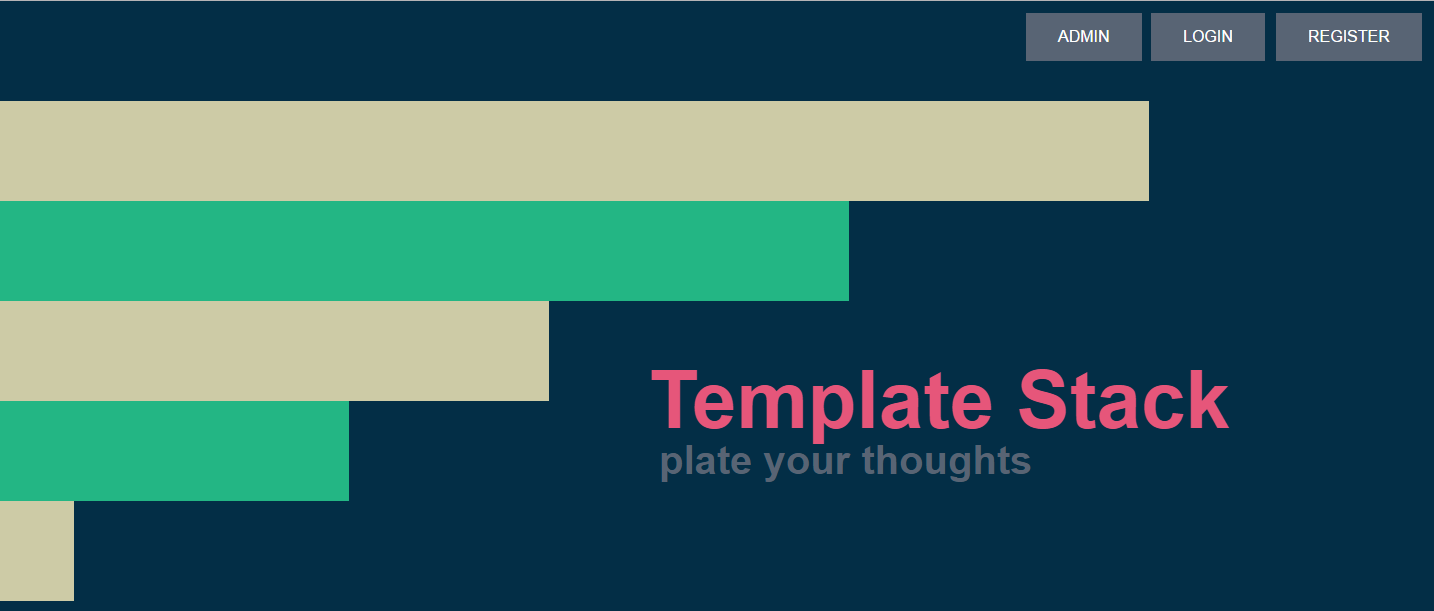 ADMIN LOGIN REGISTER
Template Stack
plate your thoughts